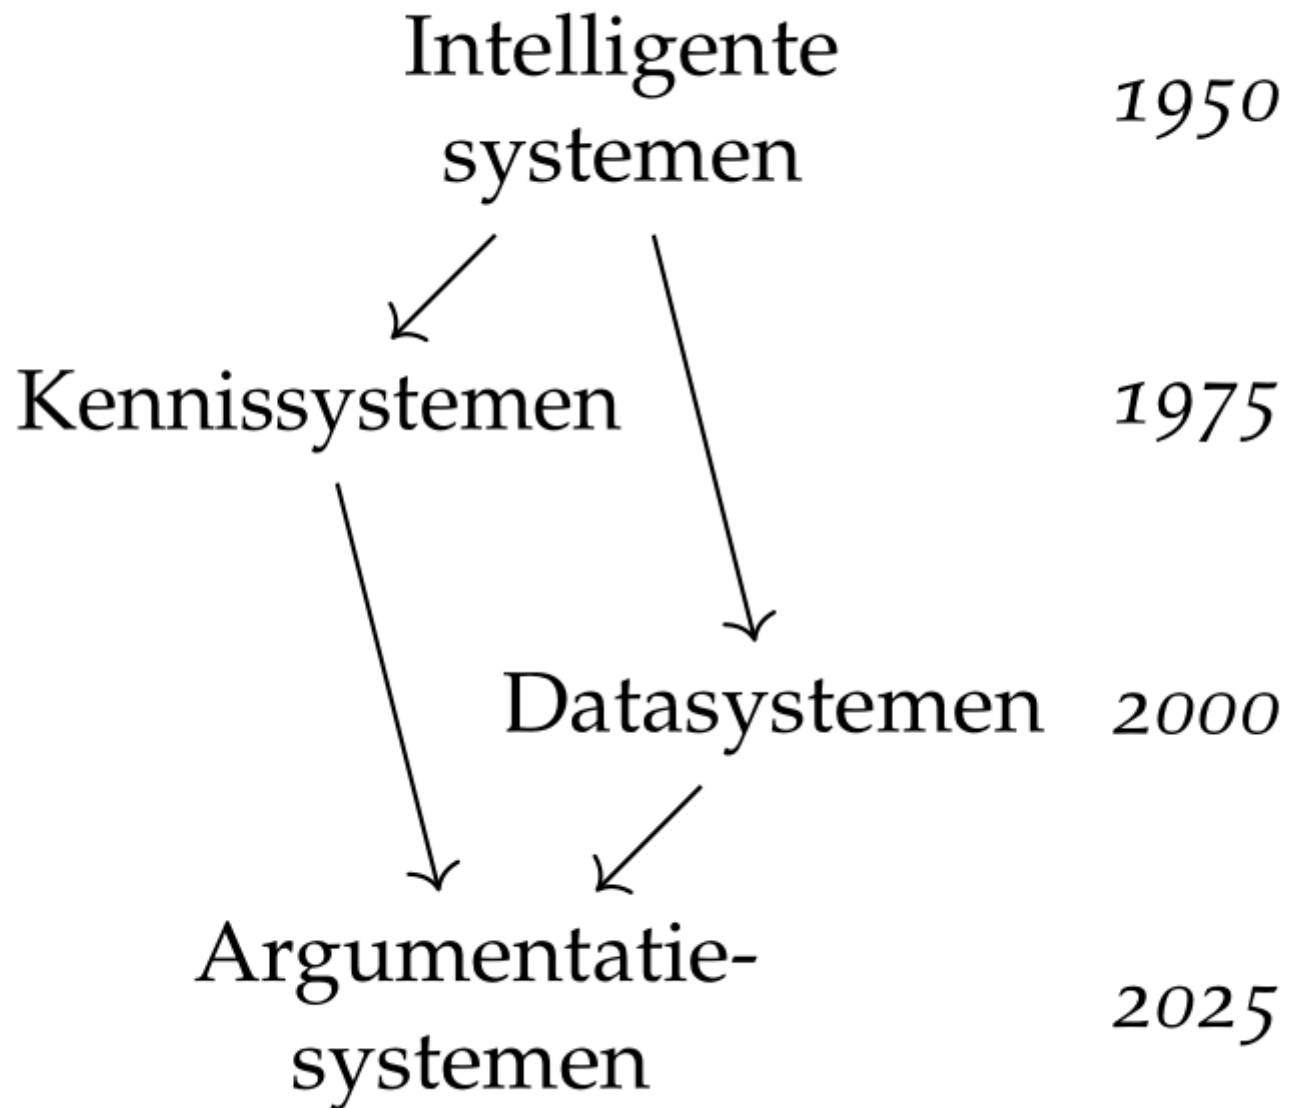 Intelligente
systemen
1950
Kennissystemen
1975
Datasystemen
2000
Argumentatie-
systemen
2025